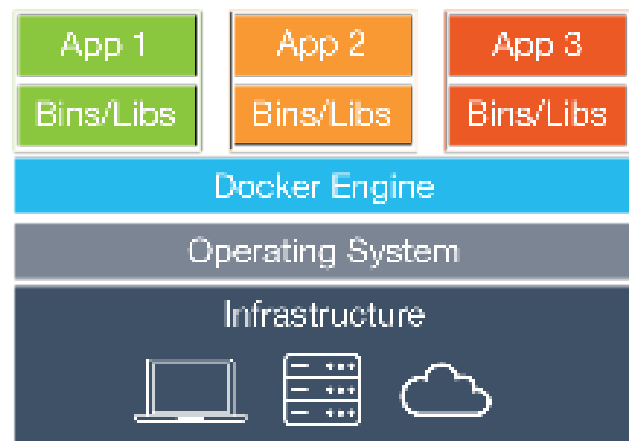 App 1
App 2
App 3
Bins/Libs
Bins/Libs
Bins/Libs
Docker Engine
Operating System
Infrastructure